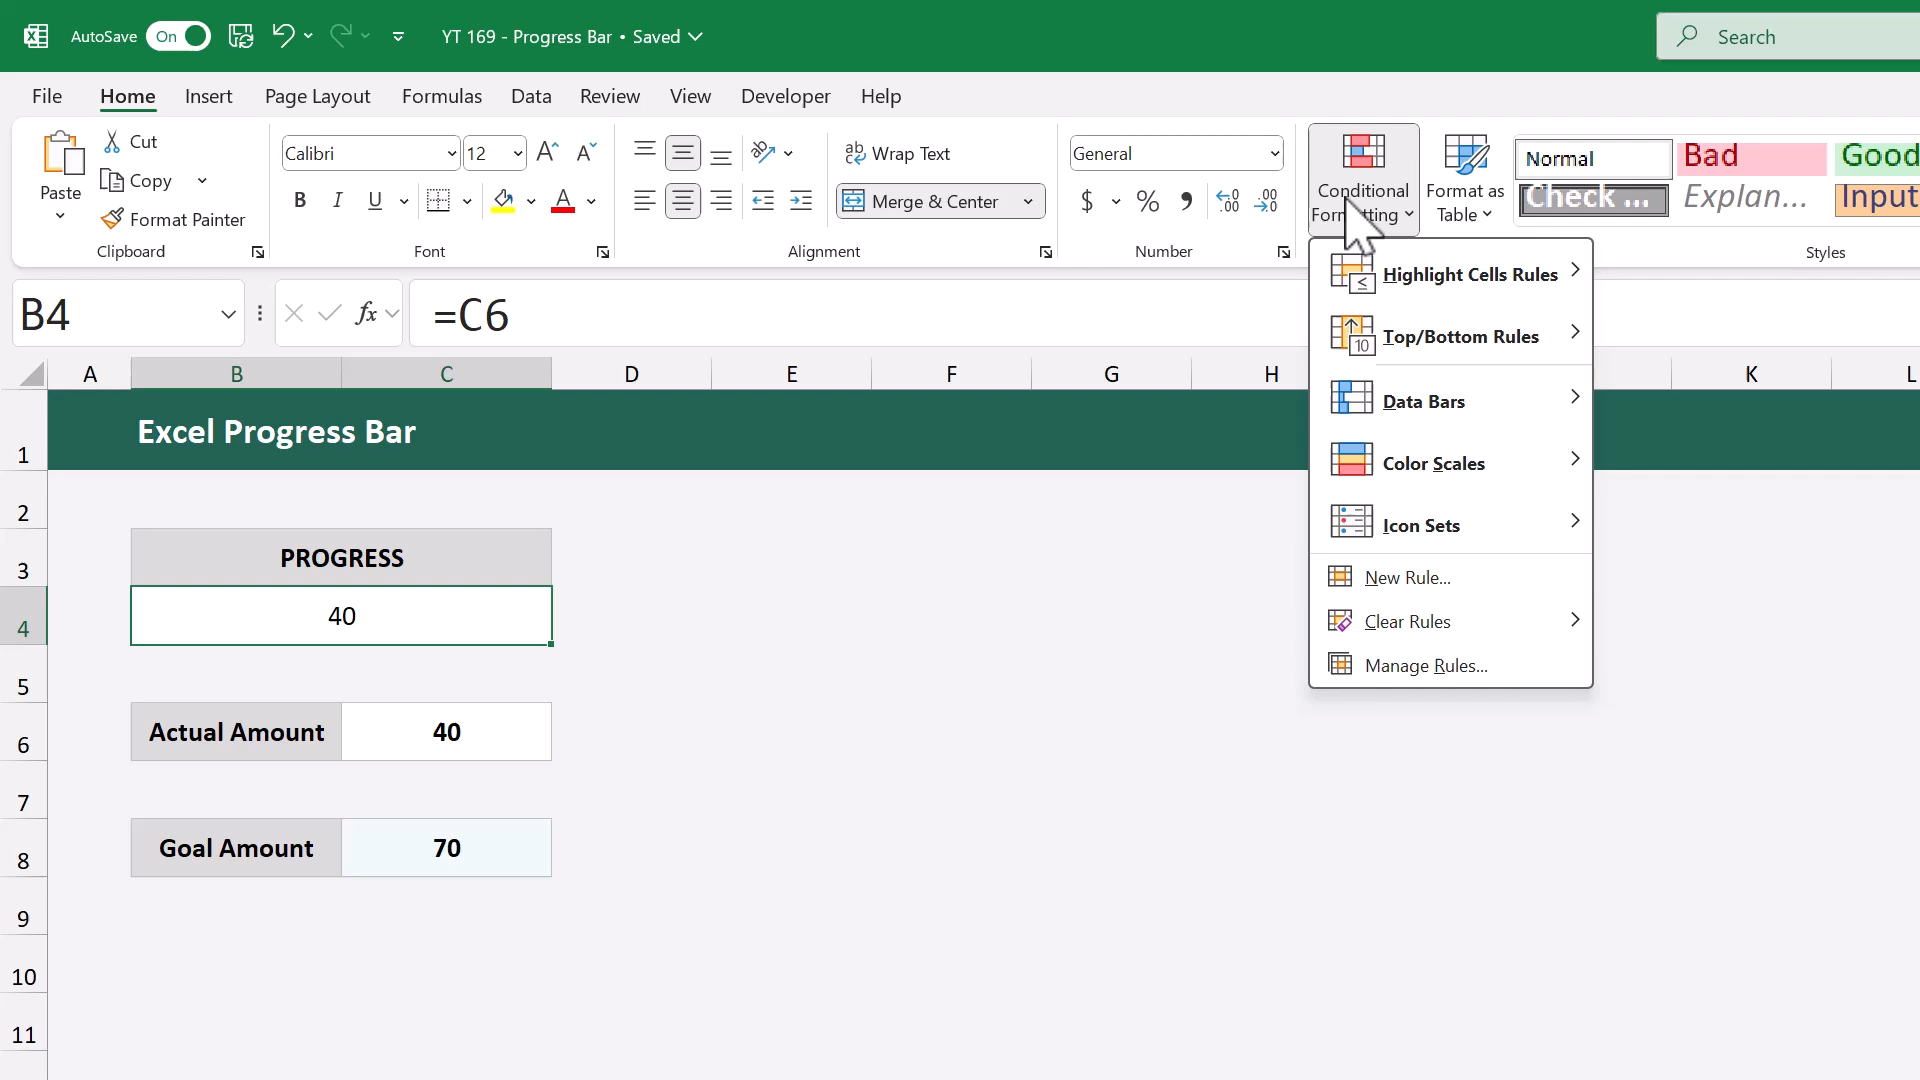 AutoSave On YT 169 - Progress Bar • Saved Search
File Home Insert Page Layout Formulas Data Review View Developer Help
Paste
Cut
Copy
Format Painter
Clipboard
Calibri 12
B I U A
Font
ab Wrap Text
Merge & Center
Alignment
General
$ % 9 .00
Number
Conditional
Formatting
Format as
Table
Normal Bad Good
Check ... Explan... Input
Styles
B4 fx =C6
Highlight Cells Rules
10 Top/Bottom Rules
Data Bars
Color Scales
Icon Sets
New Rule...
Clear Rules
Manage Rules...
A B C D E F G H K L
1 Excel Progress Bar
2
3 PROGRESS
4 40
5
6 Actual Amount 40
7
8 Goal Amount 70
9
10
11